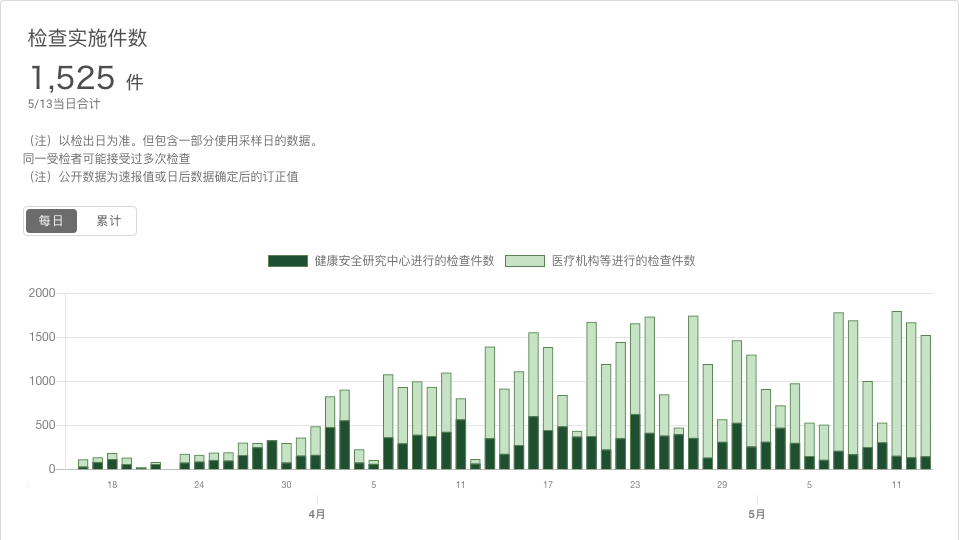 检查实施件数
1,525 件
5/13当日合计
（注）以检出日为准。但包含一部分使用采样日的数据。
同一受检者可能接受过多次检查
（注）公开数据为速报值或日后数据确定后的订正值
每日 累计
健康安全研究中心进行的检查件数 医疗机构等进行的检查件数
2000
1500
1000
500
0
18 24 30 5 11 17 23 29 5 11
4月 5月